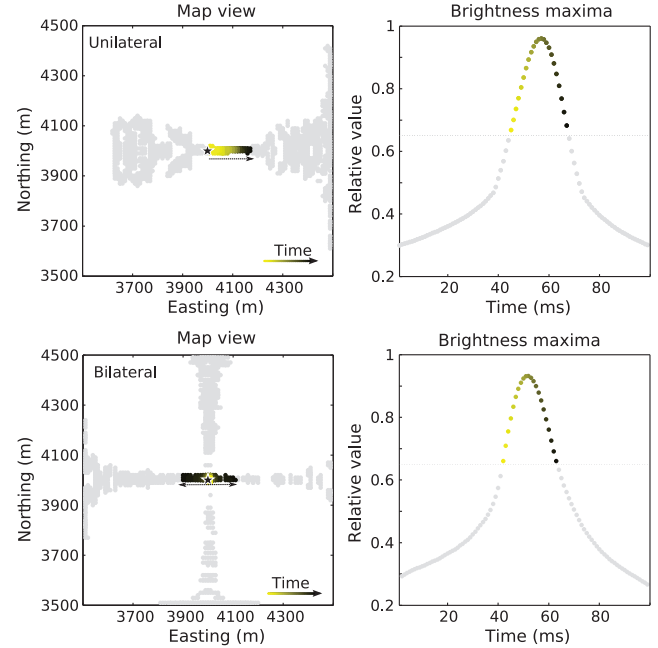 Map view
Brightness maxima
4500
4300
4100
3900
3700
3500
Northing (m)
Unilateral
Time
3700 3900 4100 4300
Easting (m)
1
0.8
0.6
0.4
0.2
Relative value
20 40 60 80
Time (ms)
Map view
Brightness maxima
4500
4300
4100
3900
3700
3500
Northing (m)
Bilateral
Time
3700 3900 4100 4300
Easting (m)
1
0.8
0.6
0.4
0.2
Relative value
20 40 60 80
Time (ms)